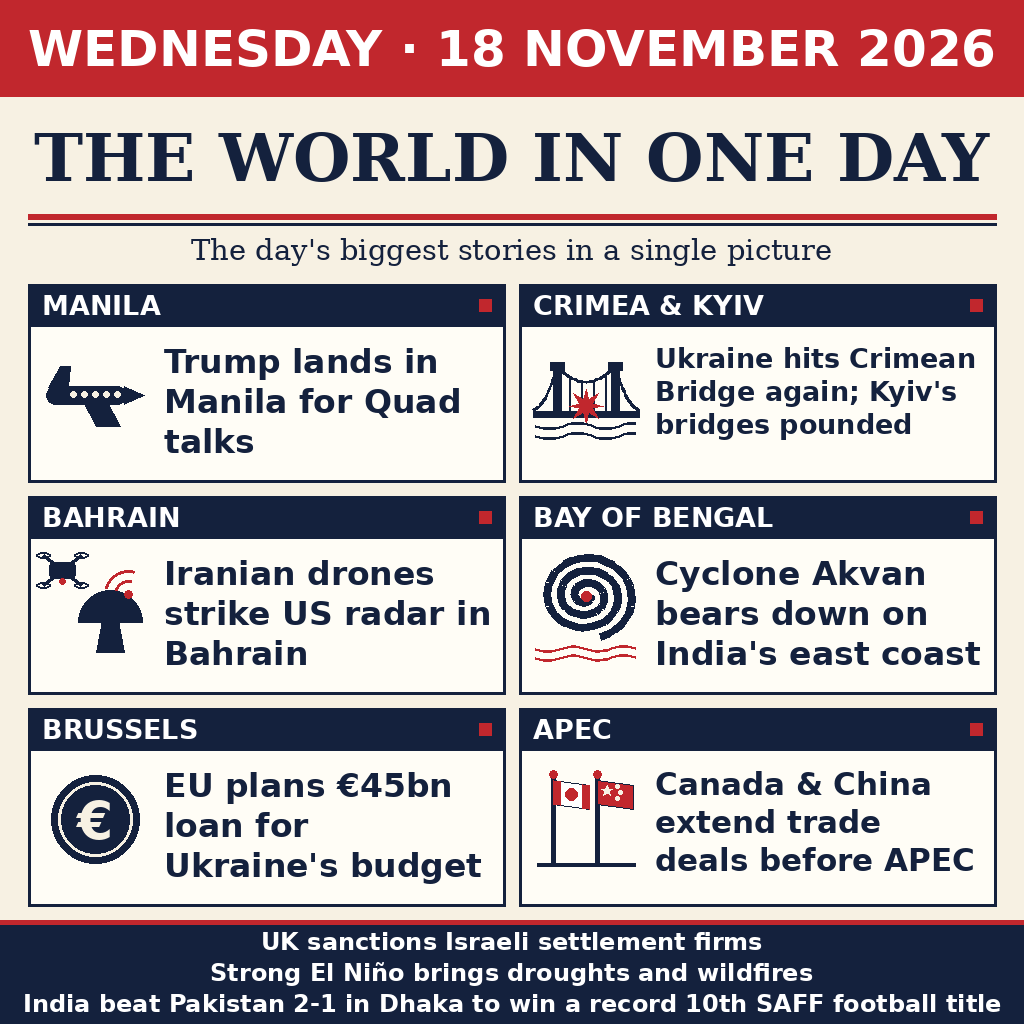 WEDNESDAY · 18 NOVEMBER 2026
THE WORLD IN ONE DAY
The day's biggest stories in a single picture
MANILA
Trump lands in
Manila for Quad
talks
CRIMEA & KYIV
Ukraine hits Crimean
Bridge again; Kyiv's
bridges pounded
BAHRAIN
Iranian drones
strike US radar in
Bahrain
BAY OF BENGAL
Cyclone Akvan
bears down on
India's east coast
BRUSSELS
€
EU plans €45bn
loan for
Ukraine's budget
APEC
Canada & China
extend trade
deals before APEC
UK sanctions Israeli settlement firms
Strong El Niño brings droughts and wildfires
India beat Pakistan 2-1 in Dhaka to win a record 10th SAFF football title